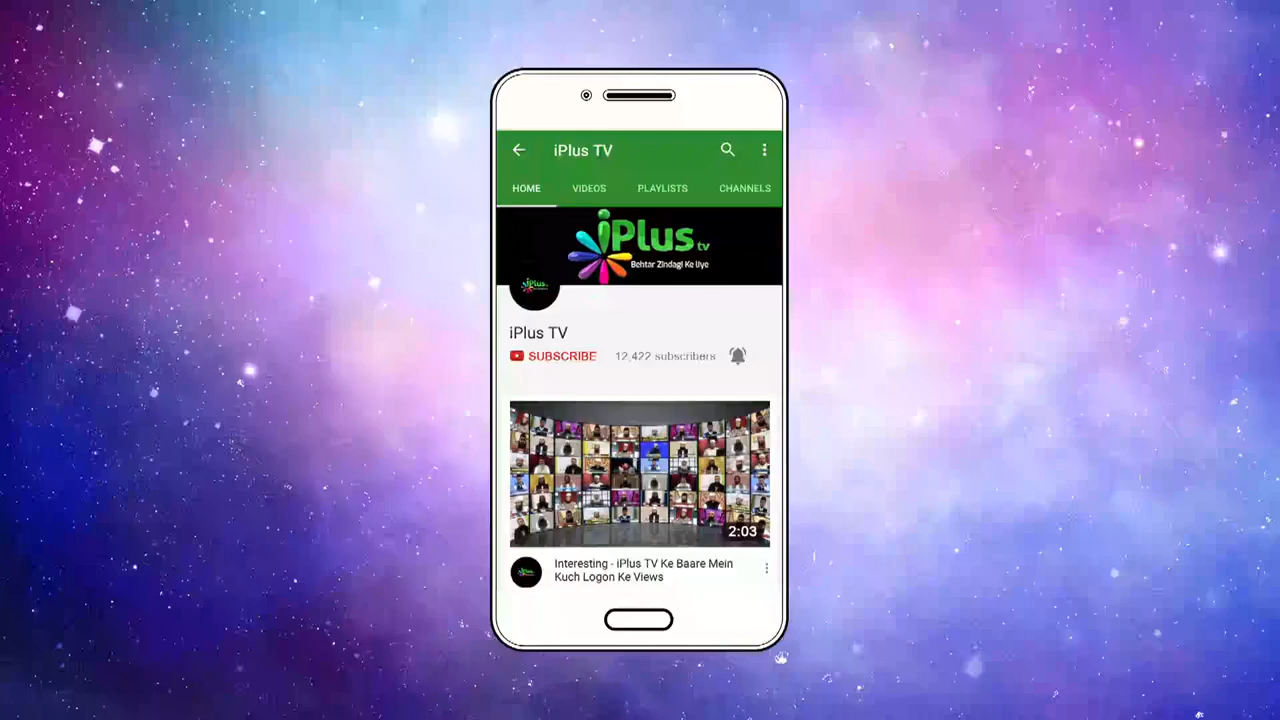 iPlus TV
HOME VIDEOS PLAYLISTS CHANNELS
iPlus tv
Behtar Zindagi Ke liye
iPlus
iPlus TV
SUBSCRIBE 12,422 subscribers
2:03
Interesting - iPlus TV Ke Baare Mein
Kuch Logon Ke Views